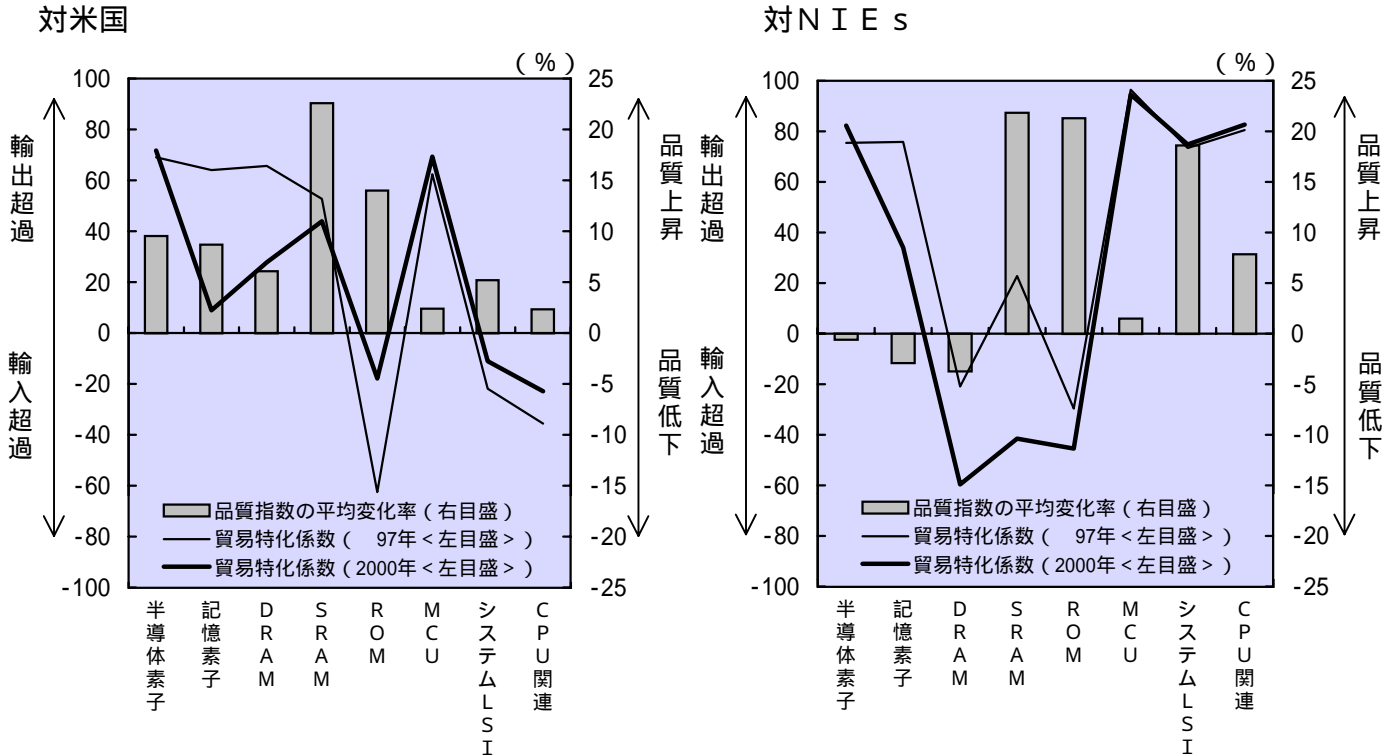 対米国
(%)
100
80
60
40
20
0
-20
-40
-60
-80
-100
25
20
15
10
5
0
-5
-10
-15
-20
-25
輸出超過
輸入超過
品質上昇
品質低下
品質指数の平均変化率(右目盛)
貿易特化係数( 97年<左目盛>)
貿易特化係数(2000年<左目盛>)
半導体素子
記憶素子
DRAM
SRAM
ROM
MCU
システムLSI
CPU関連
対NIEs
(%)
100
80
60
40
20
0
-20
-40
-60
-80
-100
25
20
15
10
5
0
-5
-10
-15
-20
-25
輸出超過
輸入超過
品質上昇
品質低下
品質指数の平均変化率(右目盛)
貿易特化係数( 97年<左目盛>)
貿易特化係数(2000年<左目盛>)
半導体素子
記憶素子
DRAM
SRAM
ROM
MCU
システムLSI
CPU関連